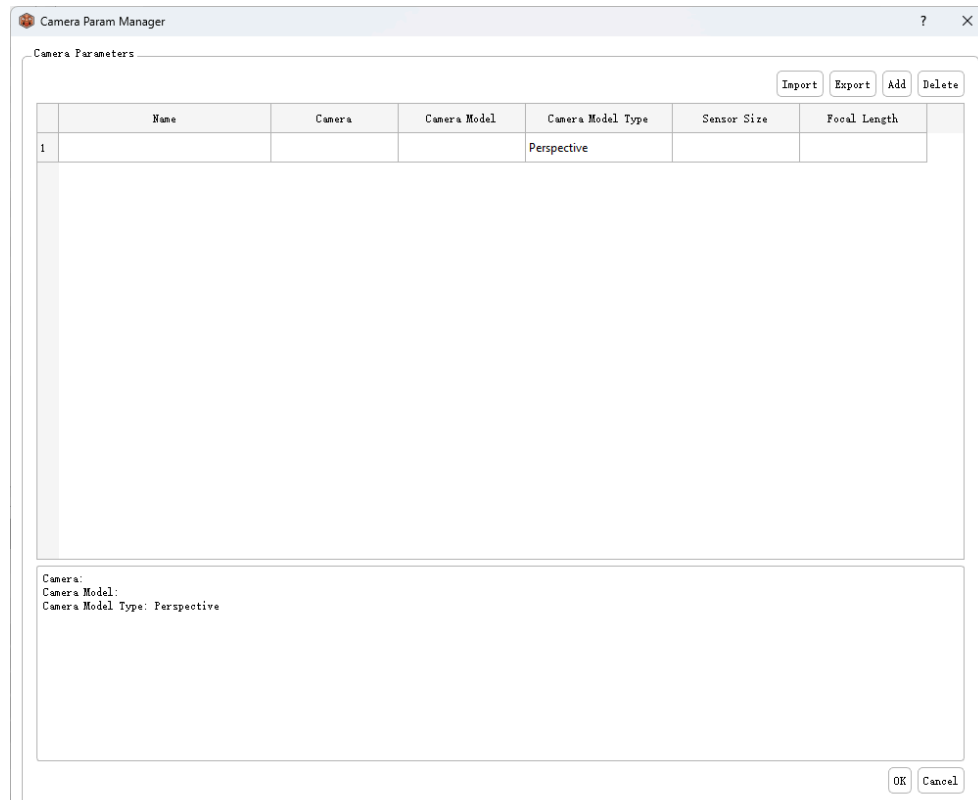 Camera Param Manager ? ×
Camera Parameters
Import Export Add Delete
Name Camera Camera Model Camera Model Type Sensor Size Focal Length
1 Perspective
Camera:
Camera Model:
Camera Model Type: Perspective
OK Cancel